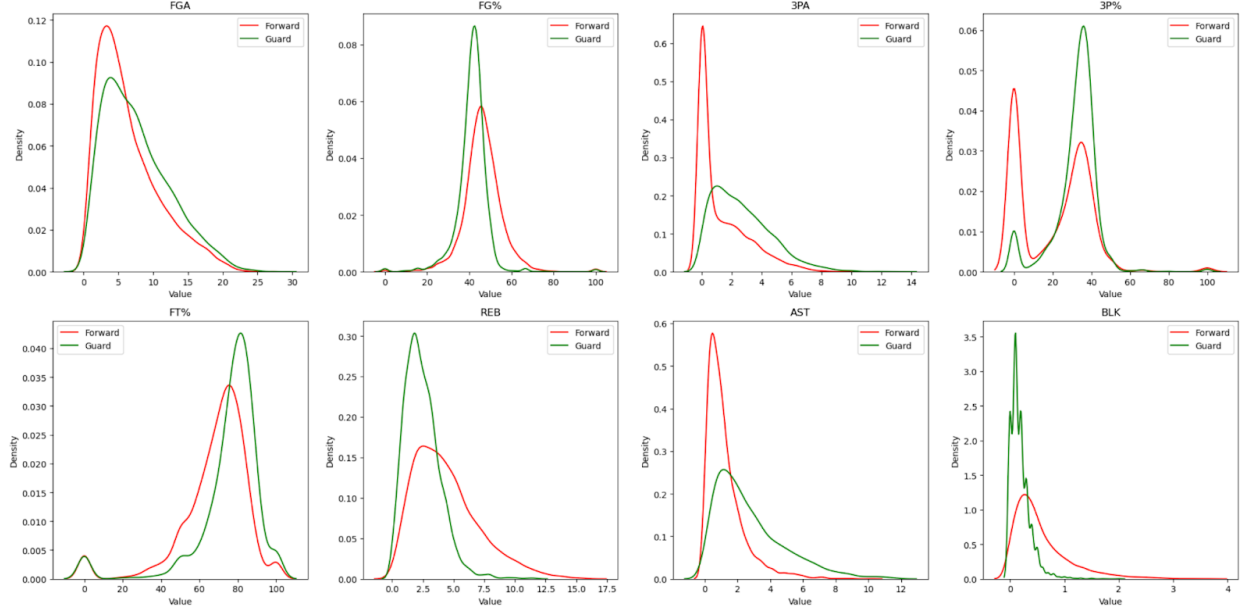 FGA
Forward
Guard
0.12
0.10
0.08
0.06
0.04
0.02
0.00
Density
0
5
10
15
20
25
30
Value
FG%
Forward
Guard
0.08
0.06
0.04
0.02
0.00
Density
0
20
40
60
80
100
Value
3PA
Forward
Guard
0.6
0.5
0.4
0.3
0.2
0.1
0.0
Density
0
2
4
6
8
10
12
14
Value
3P%
Forward
Guard
0.06
0.05
0.04
0.03
0.02
0.01
0.00
Density
0
20
40
60
80
100
Value
FT%
Forward
Guard
0.040
0.035
0.030
0.025
0.020
0.015
0.010
0.005
0.000
Density
0
20
40
60
80
100
Value
REB
Forward
Guard
0.30
0.25
0.20
0.15
0.10
0.05
0.00
Density
0.0
2.5
5.0
7.5
10.0
12.5
15.0
17.5
Value
AST
Forward
Guard
0.6
0.5
0.4
0.3
0.2
0.1
0.0
Density
0
2
4
6
8
10
12
Value
BLK
Forward
Guard
3.5
3.0
2.5
2.0
1.5
1.0
0.5
0.0
Density
0
1
2
3
4
Value